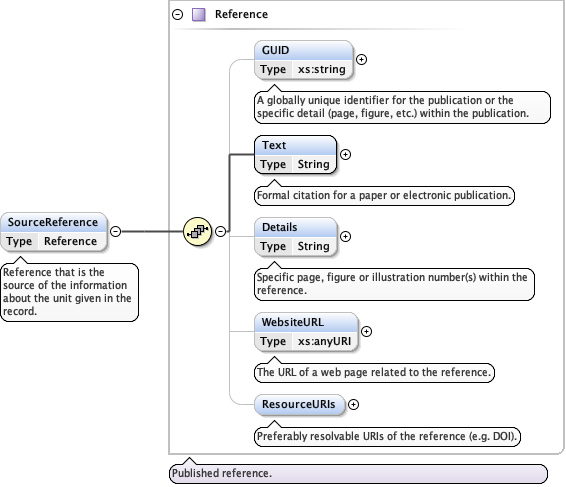 Reference
GUID
Type xs:string
A globally unique identifier for the publication or the
specific detail (page, figure, etc.) within the publication.
Text
Type String
Formal citation for a paper or electronic publication.
SourceReference
Type Reference
Reference that is the
source of the information
about the unit given in the
record.
Details
Type String
Specific page, figure or illustration number(s) within the
reference.
WebsiteURL
Type xs:anyURI
The URL of a web page related to the reference.
ResourceURIs
Preferably resolvable URIs of the reference (e.g. DOI).
Published reference.